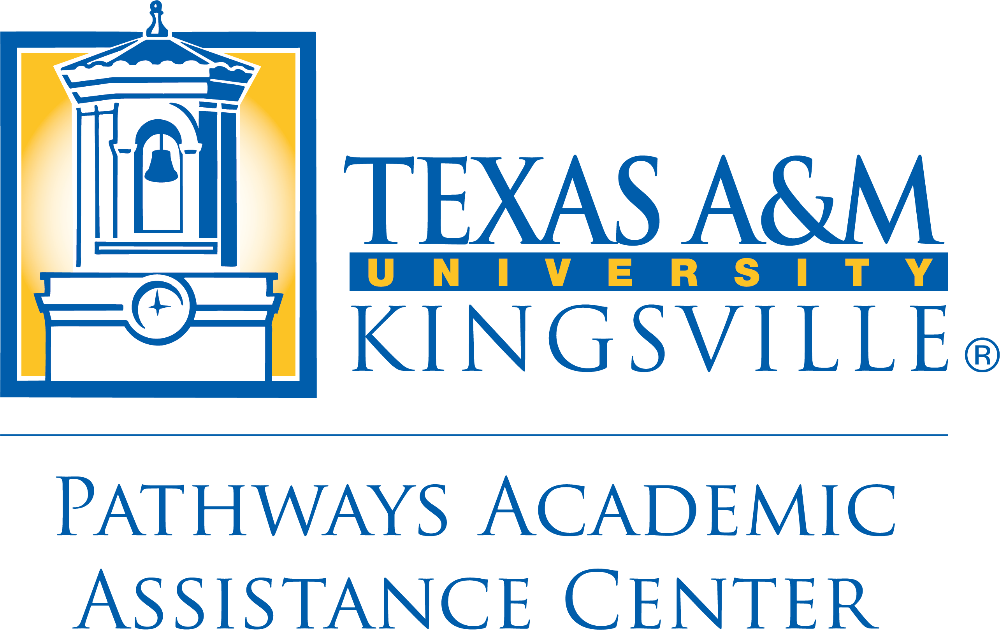 TEXAS A&M
UNIVERSITY
KINGSVILLE®
PATHWAYS ACADEMIC
ASSISTANCE CENTER